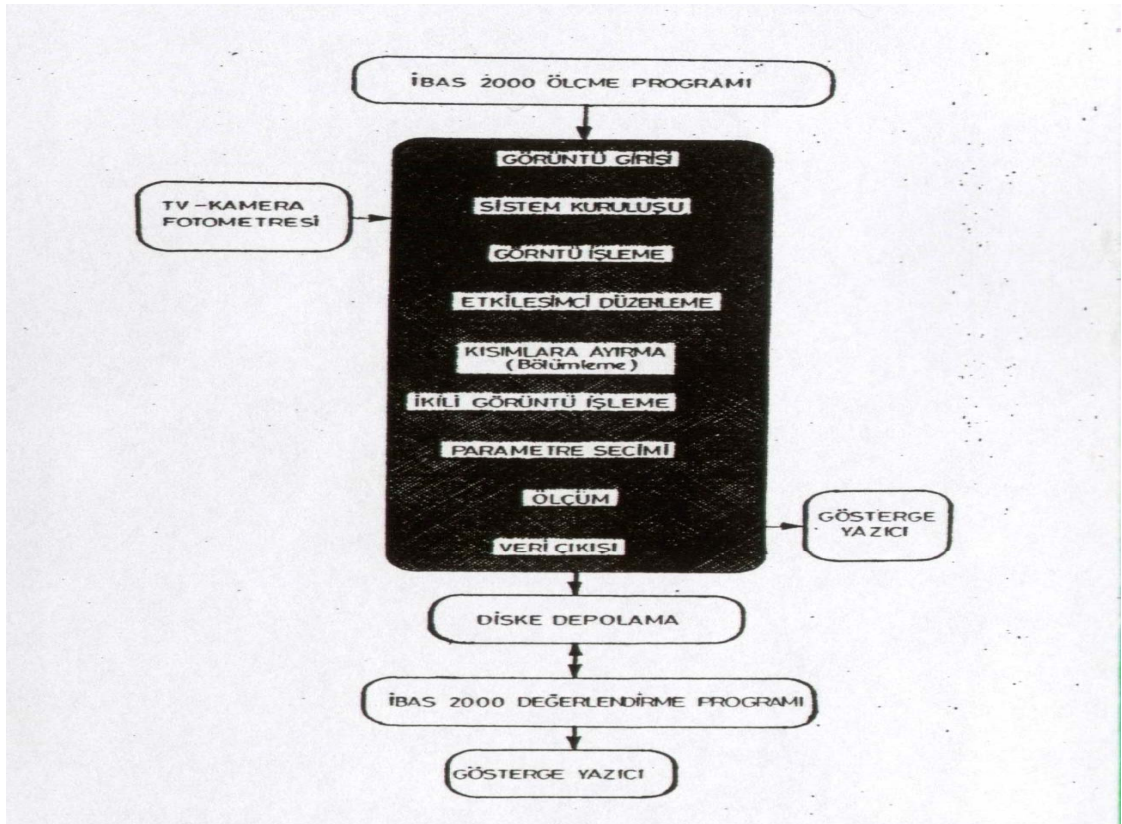 İBAS 2000 ÖLÇME PROGRAMI
GÖRÜNTÜ GİRİŞİ
TV-KAMERA
FOTOMETRESİ
SİSTEM KURULUŞU
GÖRNTÜ İŞLEME
ETKİLEŞİMCİ DÜZENLEME
KISIMLARA AYIRMA
(Bölümleme)
İKİLİ GÖRÜNTÜ İŞLEME
PARAMETRE SECİMİ
ÖLÇÜM
GÖSTERGE
YAZICI
VERİ ÇIKIŞI
DİSKE DEPOLAMA
İBAS 2000 DEĞERLENDİRME PROGRAMI
GÖSTERGE YAZICI